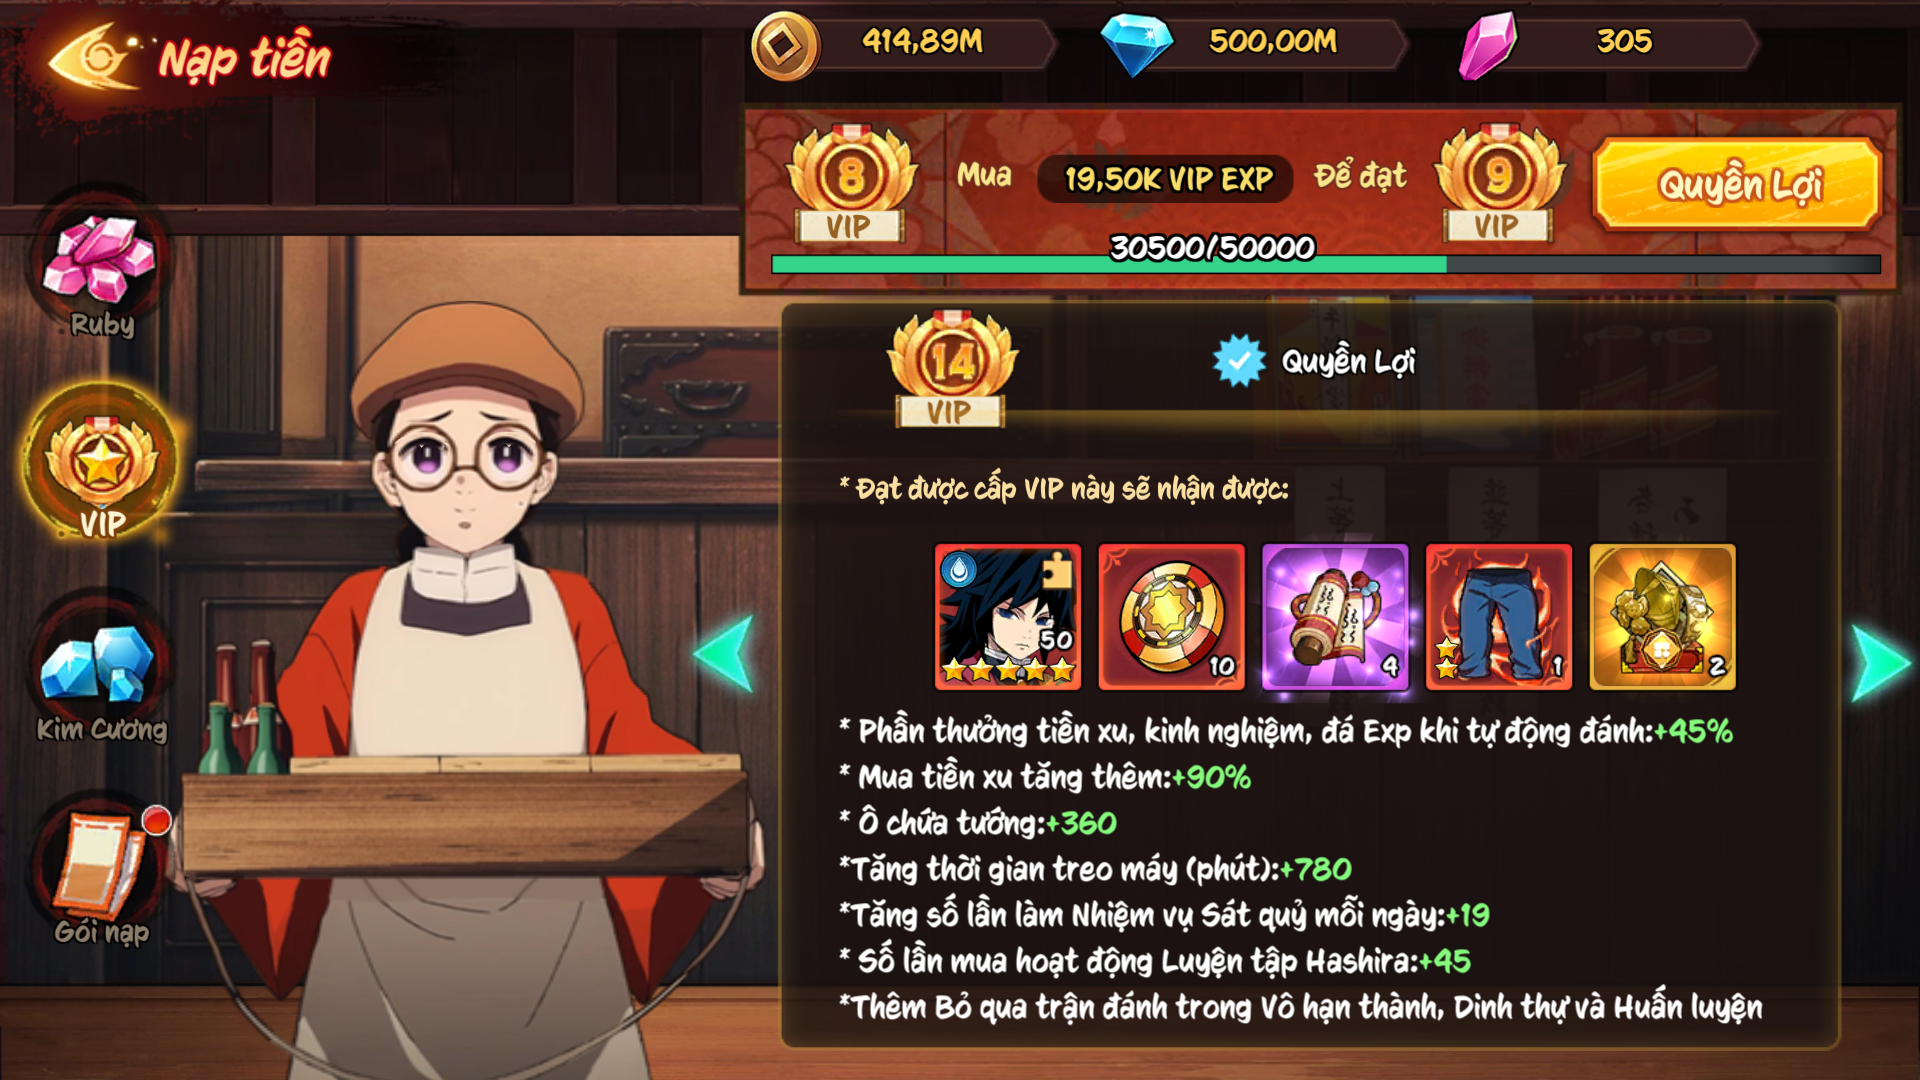 Nạp tiền
414,89M
500,00M
305
8
VIP
Mua
19,50K VIP EXP
Để đạt
9
VIP
Quyền Lợi
30500/50000
Ruby
VIP
Kim Cương
Gói nạp
14
VIP
Quyền Lợi
* Đạt được cấp VIP này sẽ nhận được:
50
10
4
1
2
* Phần thưởng tiền xu, kinh nghiệm, đá Exp khi tự động đánh:+45%
* Mua tiền xu tăng thêm:+90%
* Ô chứa tướng:+360
*Tăng thời gian treo máy (phút):+780
*Tăng số lần làm Nhiệm vụ Sát quỷ mỗi ngày:+19
* Số lần mua hoạt động Luyện tập Hashira:+45
*Thêm Bỏ qua trận đánh trong Vô hạn thành, Dinh thự và Huấn luyện